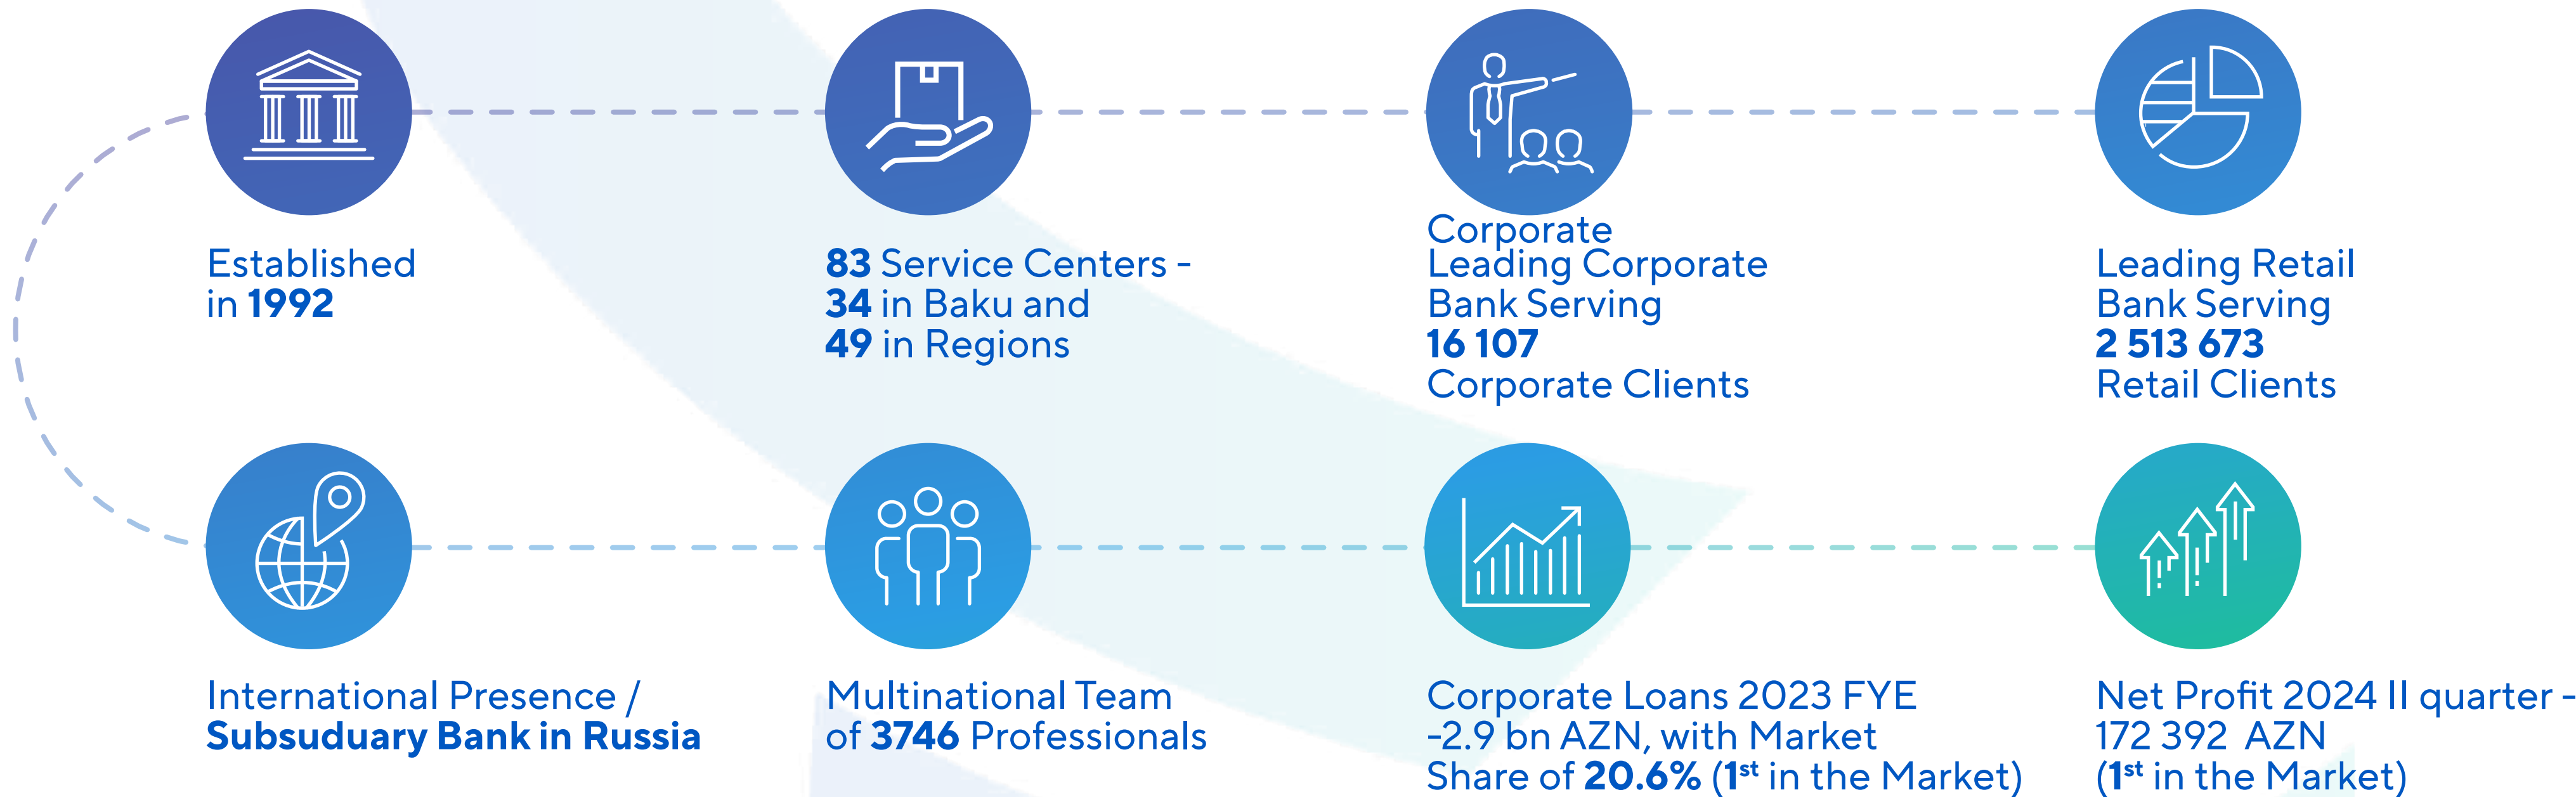 Established
in 1992
83 Service Centers -
34 in Baku and
49 in Regions
Corporate
Leading Corporate
Bank Serving
16 107
Corporate Clients
Leading Retail
Bank Serving
2 513 673
Retail Clients
International Presence /
Subsuduary Bank in Russia
Multinational Team
of 3746 Professionals
Corporate Loans 2023 FYE
-2.9 bn AZN, with Market
Share of 20.6% (1st in the Market)
Net Profit 2024 II quarter -
172 392 AZN
(1st in the Market)